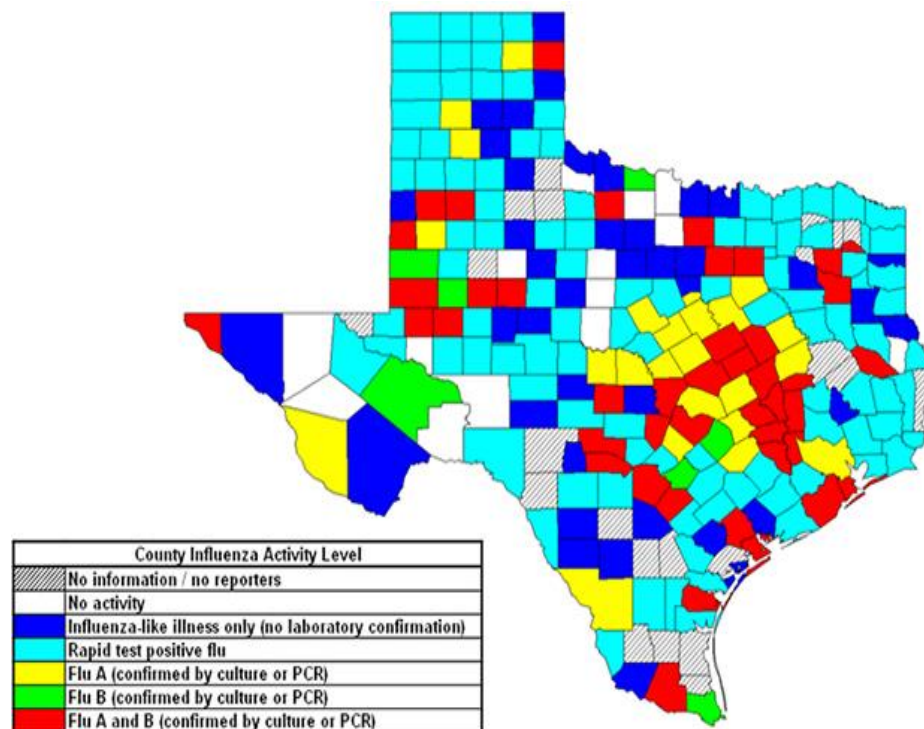 County Influenza Activity Level
No information / no reporters
No activity
Influenza-like illness only (no laboratory confirmation)
Rapid test positive flu
Flu A (confirmed by culture or PCR)
Flu B (confirmed by culture or PCR)
Flu A and B (confirmed by culture or PCR)